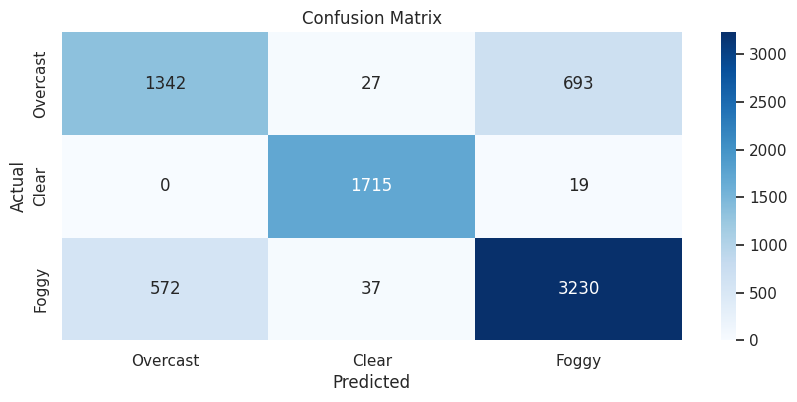 Confusion Matrix
Actual
Overcast
1342 27 693
Clear
0 1715 19
Foggy
572 37 3230
Overcast Clear Foggy
Predicted
3000
2500
2000
1500
1000
500
0